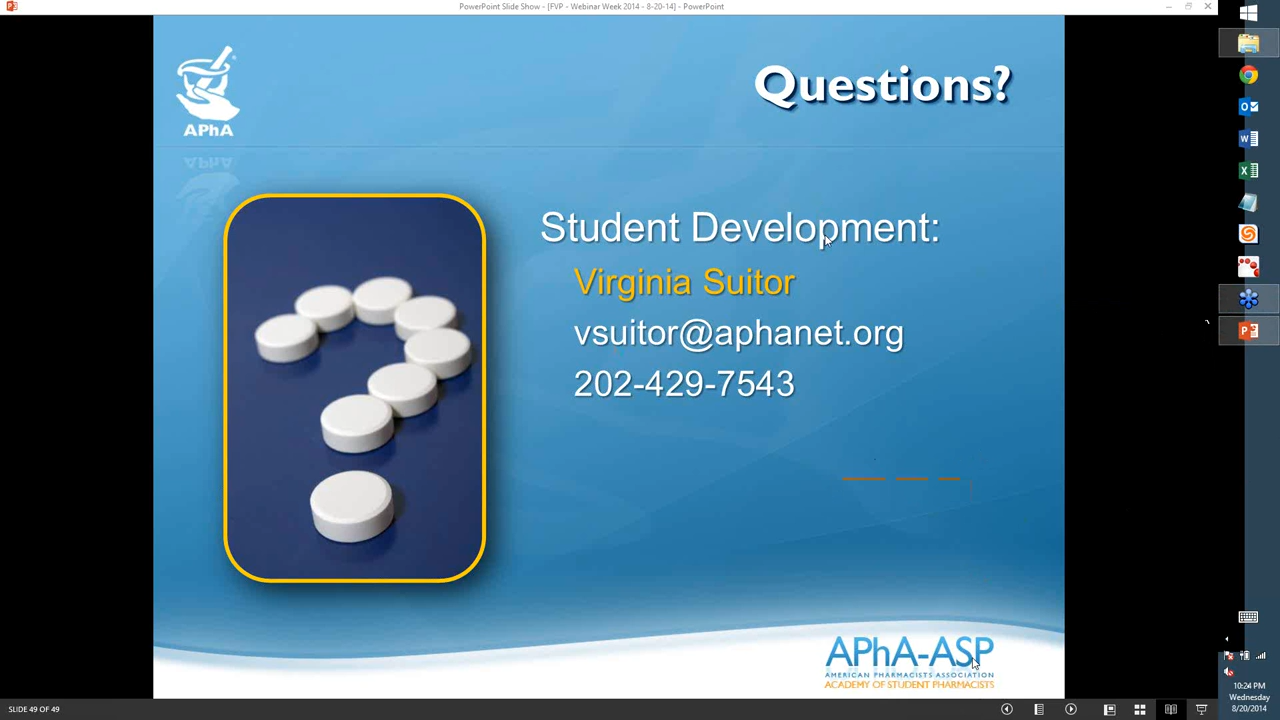 PowerPoint Slide Show - [FVP - Webinar Week 2014 - 8-20-14] - PowerPoint
APhA
Questions?
Student Development:
Virginia Suitor
vsuitor@aphanet.org
202-429-7543
APhA-ASP
AMERICAN PHARMACISTS ASSOCIATION
ACADEMY OF STUDENT PHARMACISTS
SLIDE 49 OF 49
10:24 PM
Wednesday
8/20/2014